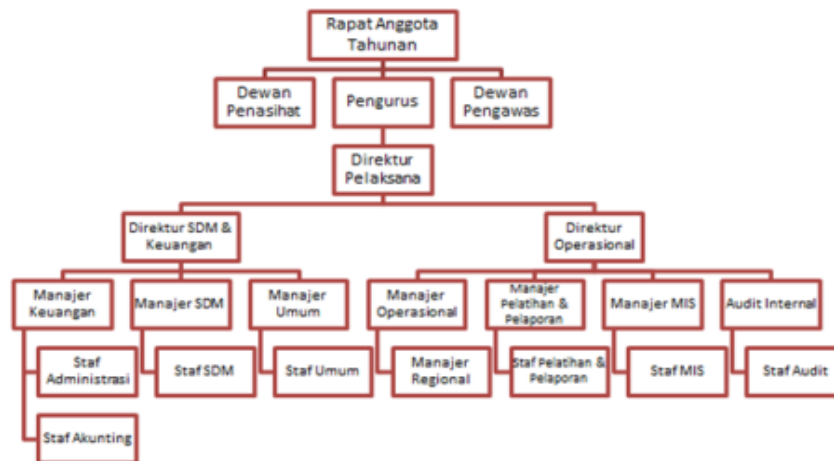 Rapat Anggota
Tahunan
Dewan
Penasihat
Pengurus
Dewan
Pengawas
Direktur
Pelaksana
Direktur SDM &
Keuangan
Direktur
Operasional
Manajer
Keuangan
Manajer SDM
Manajer
Umum
Manajer
Operasional
Manajer
Pelatihan &
Pelaporan
Manajer MIS
Audit Internal
Staf
Administrasi
Staf SDM
Staf Umum
Manajer
Regional
Staf Pelatihan &
Pelaporan
Staf MIS
Staf Audit
Staf Akunting